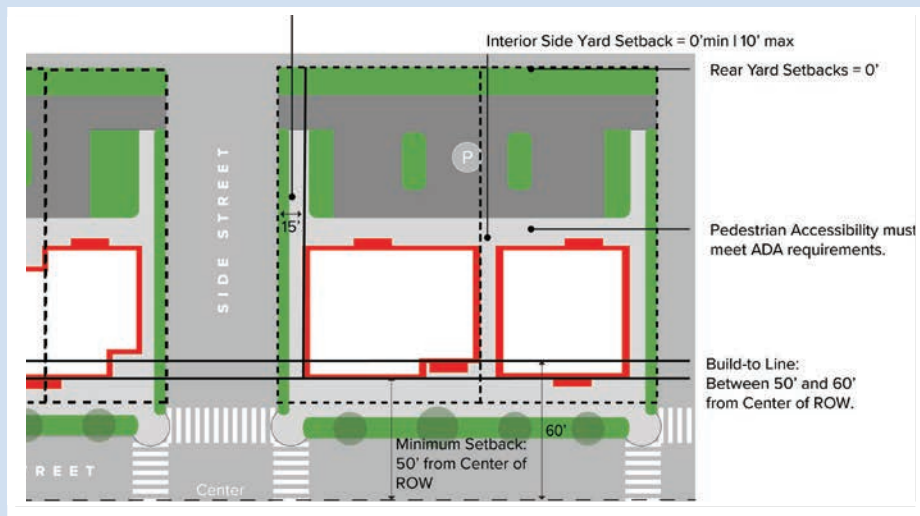 Interior Side Yard Setback = 0'min | 10' max
Rear Yard Setbacks = 0'
P
SIDE STREET
15'
Pedestrian Accessibility must
meet ADA requirements.
Build-to Line:
Between 50' and 60'
from Center of ROW.
60'
Minimum Setback:
50' from Center of
ROW
REET
Center